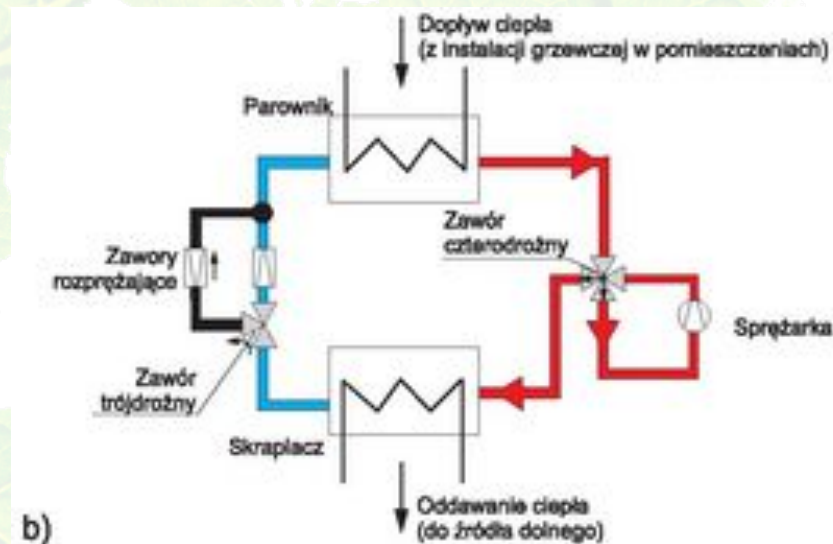 Dopływ ciepła
(z instalacji grzewczej w pomieszczeniach)
Parownik
Zawór
czterodrożny
Zawory
rozprężające
Sprężarka
Zawór
trójdrożny
Skraplacz
Oddawanie ciepła
(do źródła dolnego)
b)